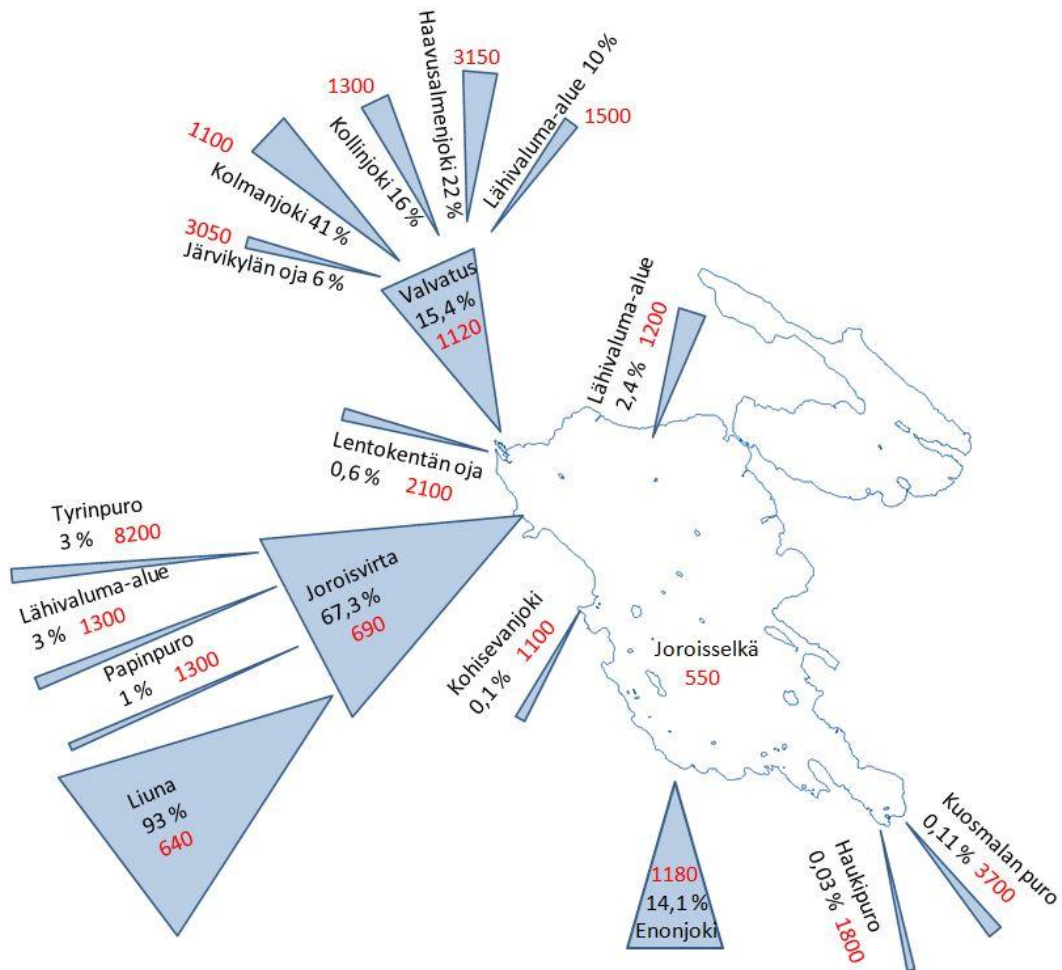 Haavusalmenjoki 22 %
3150
Lähivaluma-alue 10 %
1500
1300
Kollinjoki 16 %
1100
Kolmanjoki 41 %
3050
Järvikylän oja 6 %
Valvatus
15,4 %
1120
Lähivaluma-alue
2,4 % 1200
Lentokentän oja
0,6 % 2100
Tyrinpuro
3 % 8200
Lähivaluma-alue
3 % 1300
Papinpuro
1 % 1300
Joroisvirta
67,3 %
690
Liuna
93 %
640
Kohisevanjoki
0,1 % 1100
Joroisselkä
550
1180
14,1 %
Enonjoki
Haukipuro
0,03 % 1800
Kuosmalan puro
0,11 % 3700